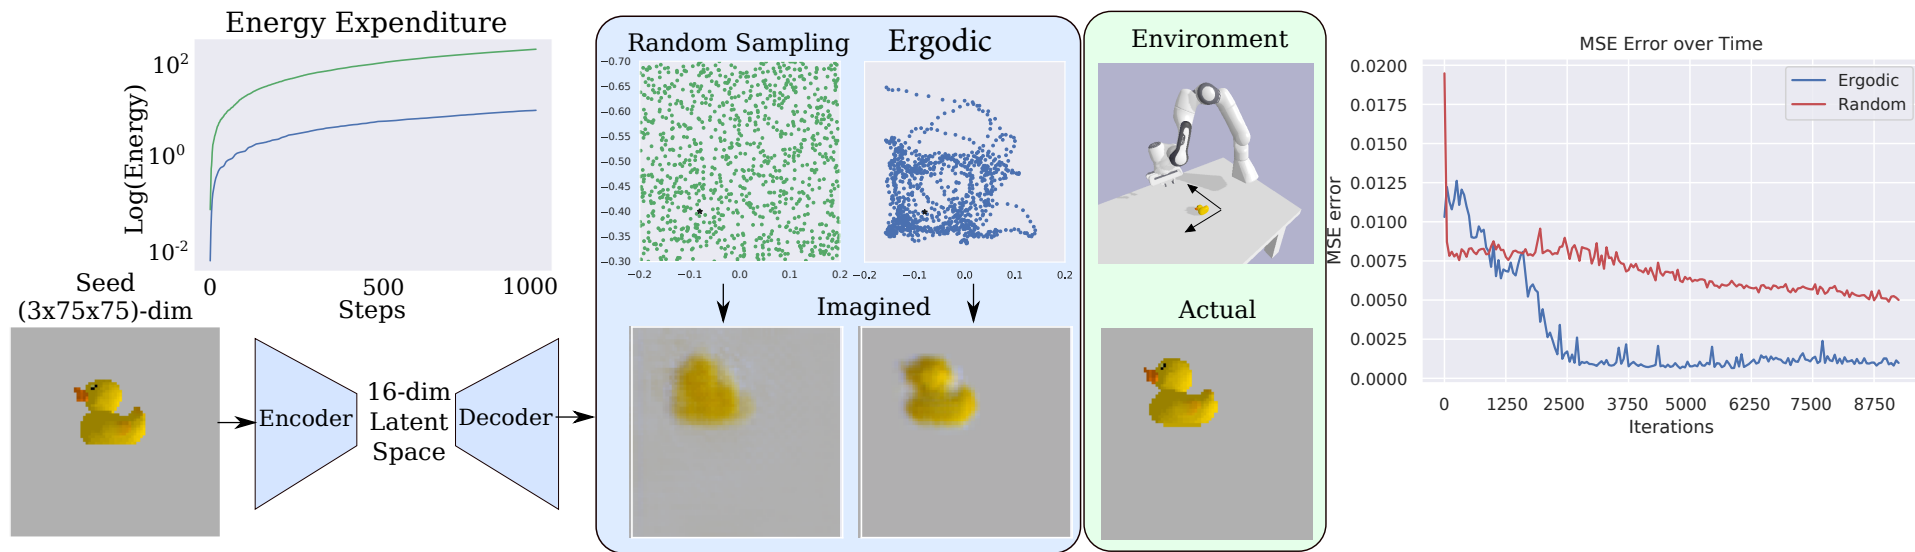 Energy Expenditure
Log(Energy)
10^2
10^0
10^-2
0
500
1000
Steps
Seed
(3x75x75)-dim
Encoder
16-dim
Latent
Space
Decoder
Random Sampling
−0.70
−0.65
−0.60
−0.55
−0.50
−0.45
−0.40
−0.35
−0.30
−0.2
−0.1
0.0
0.1
0.2
Ergodic
−0.2
−0.1
0.0
0.1
0.2
Imagined
Environment
Actual
MSE Error over Time
Ergodic
Random
MSE error
0.0200
0.0175
0.0150
0.0125
0.0100
0.0075
0.0050
0.0025
0.0000
0
1250
2500
3750
5000
6250
7500
8750
Iterations